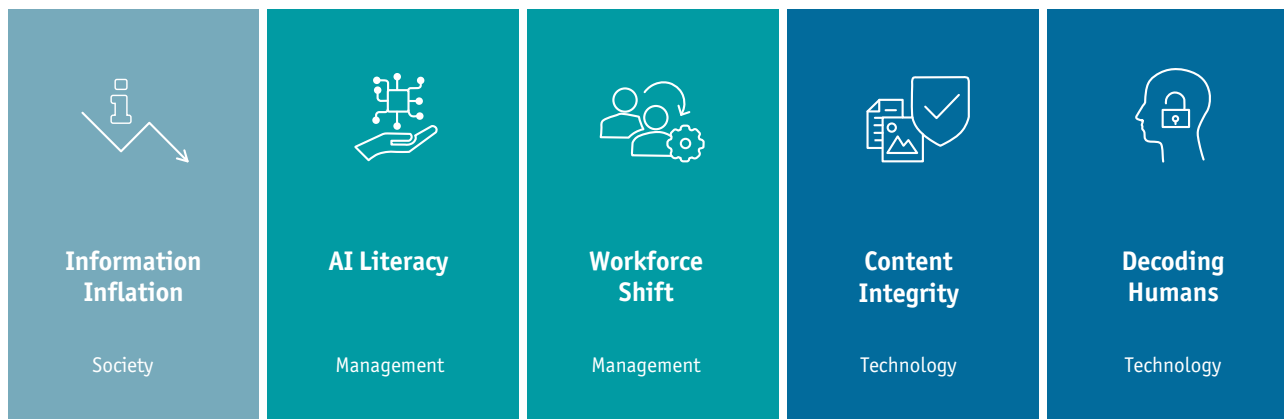 Information
Inflation
Society
AI Literacy
Management
Workforce
Shift
Management
Content
Integrity
Technology
Decoding
Humans
Technology